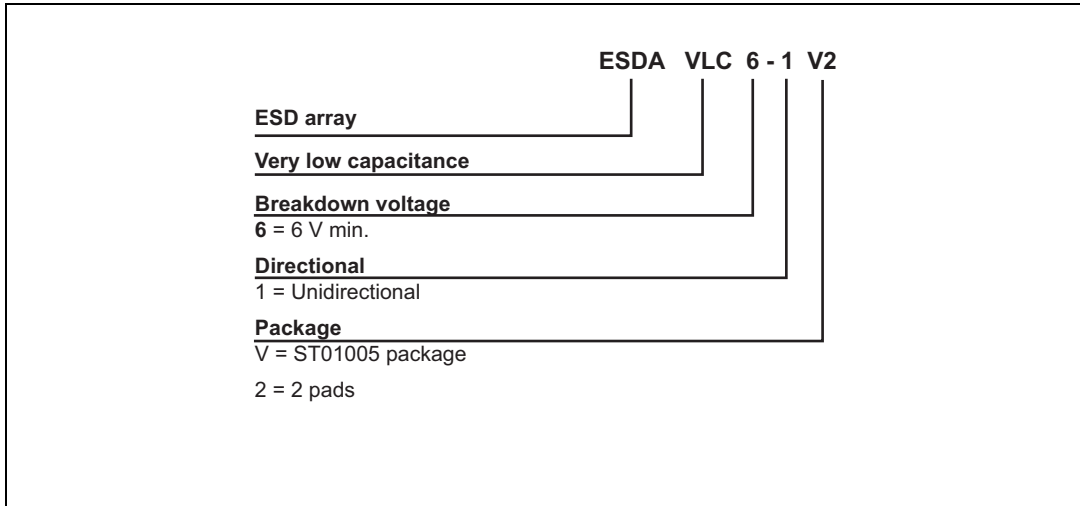 ESDA VLC 6 - 1 V2
ESD array
Very low capacitance
Breakdown voltage
6 = 6 V min.
Directional
1 = Unidirectional
Package
V = ST01005 package
2 = 2 pads